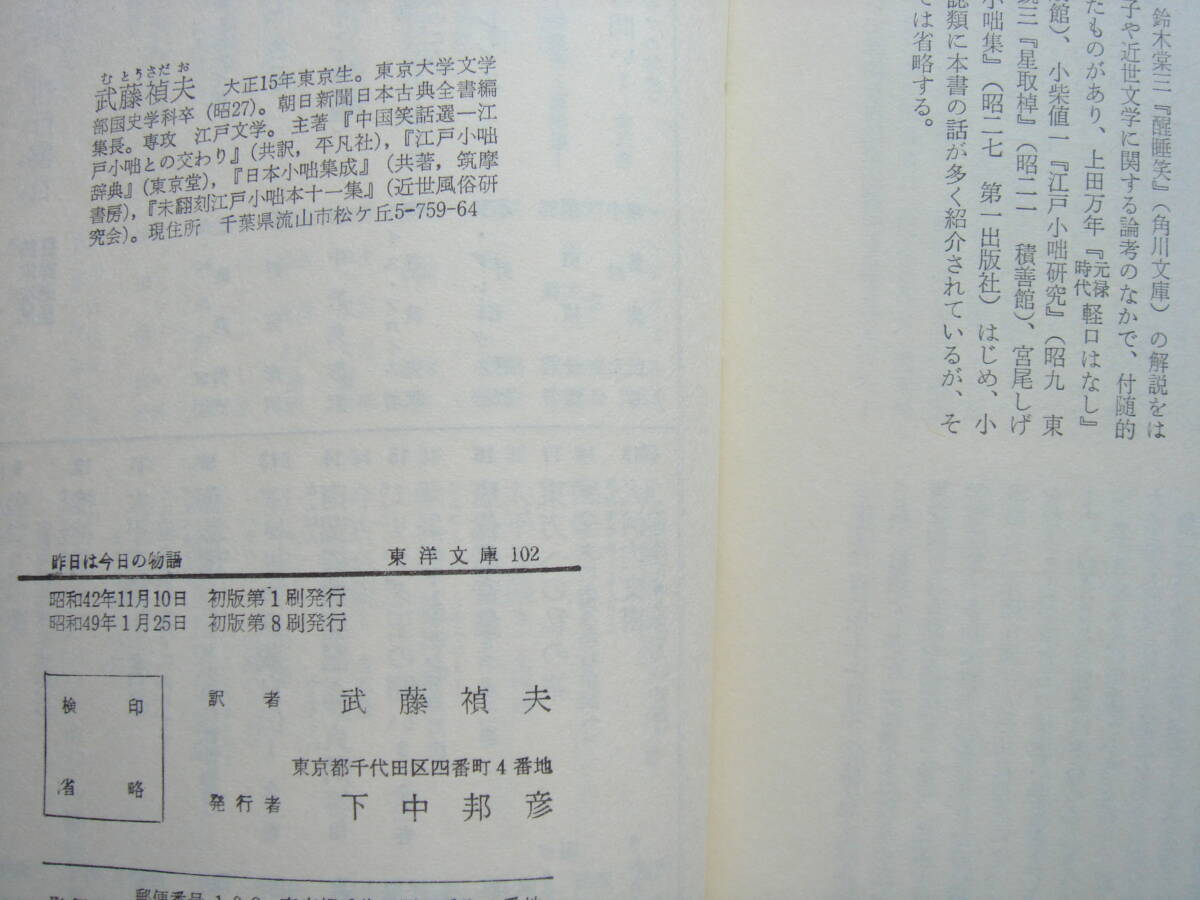 鈴木棠三『醒睡笑』(角川文庫)の解説をは
子や近世文学に関する論考のなかで、付随的
たものがあり、上田万年『元禄時代 軽口はなし』
館)、小柴値一『江戸小咄研究』(昭九 東
三『星取棹』(昭二二 積善館)、宮尾しげ
小咄集』(昭二七 第一出版社)はじめ、小
誌類に本書の話が多く紹介されているが、そ
では省略する。
むとうさだお
武藤禎夫 大正15年東京生。東京大学文学
部国史学科卒(昭27)。朝日新聞日本古典全書編
集長。専攻 江戸文学。主著『中国笑話選―江
戸小咄との交わり』(共訳,平凡社),『江戸小咄
辞典』(東京堂),『日本小咄集成』(共著,筑摩
書房),『未翻刻江戸小咄本十一集』(近世風俗研
究会)。現住所 千葉県流山市松ケ丘5-759-64
昨日は今日の物語 東洋文庫 102
昭和42年11月10日 初版第1刷発行
昭和49年1月25日 初版第8刷発行
検印
省略
訳者 武藤禎夫
東京都千代田区四番町4番地
発行者 下中邦彦